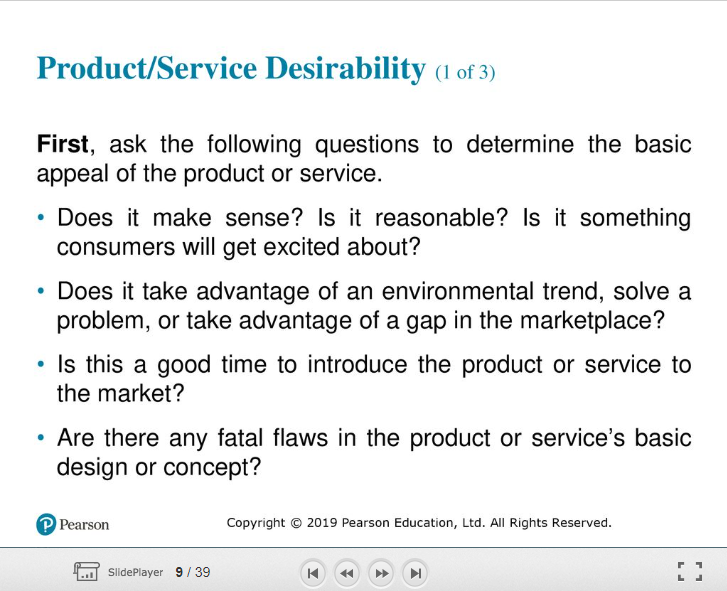 Product/Service Desirability (1 of 3)
First, ask the following questions to determine the basic
appeal of the product or service.
• Does it make sense? Is it reasonable? Is it something
consumers will get excited about?
• Does it take advantage of an environmental trend, solve a
problem, or take advantage of a gap in the marketplace?
• Is this a good time to introduce the product or service to
the market?
• Are there any fatal flaws in the product or service’s basic
design or concept?
P Pearson
Copyright © 2019 Pearson Education, Ltd. All Rights Reserved.
SlidePlayer 9 / 39